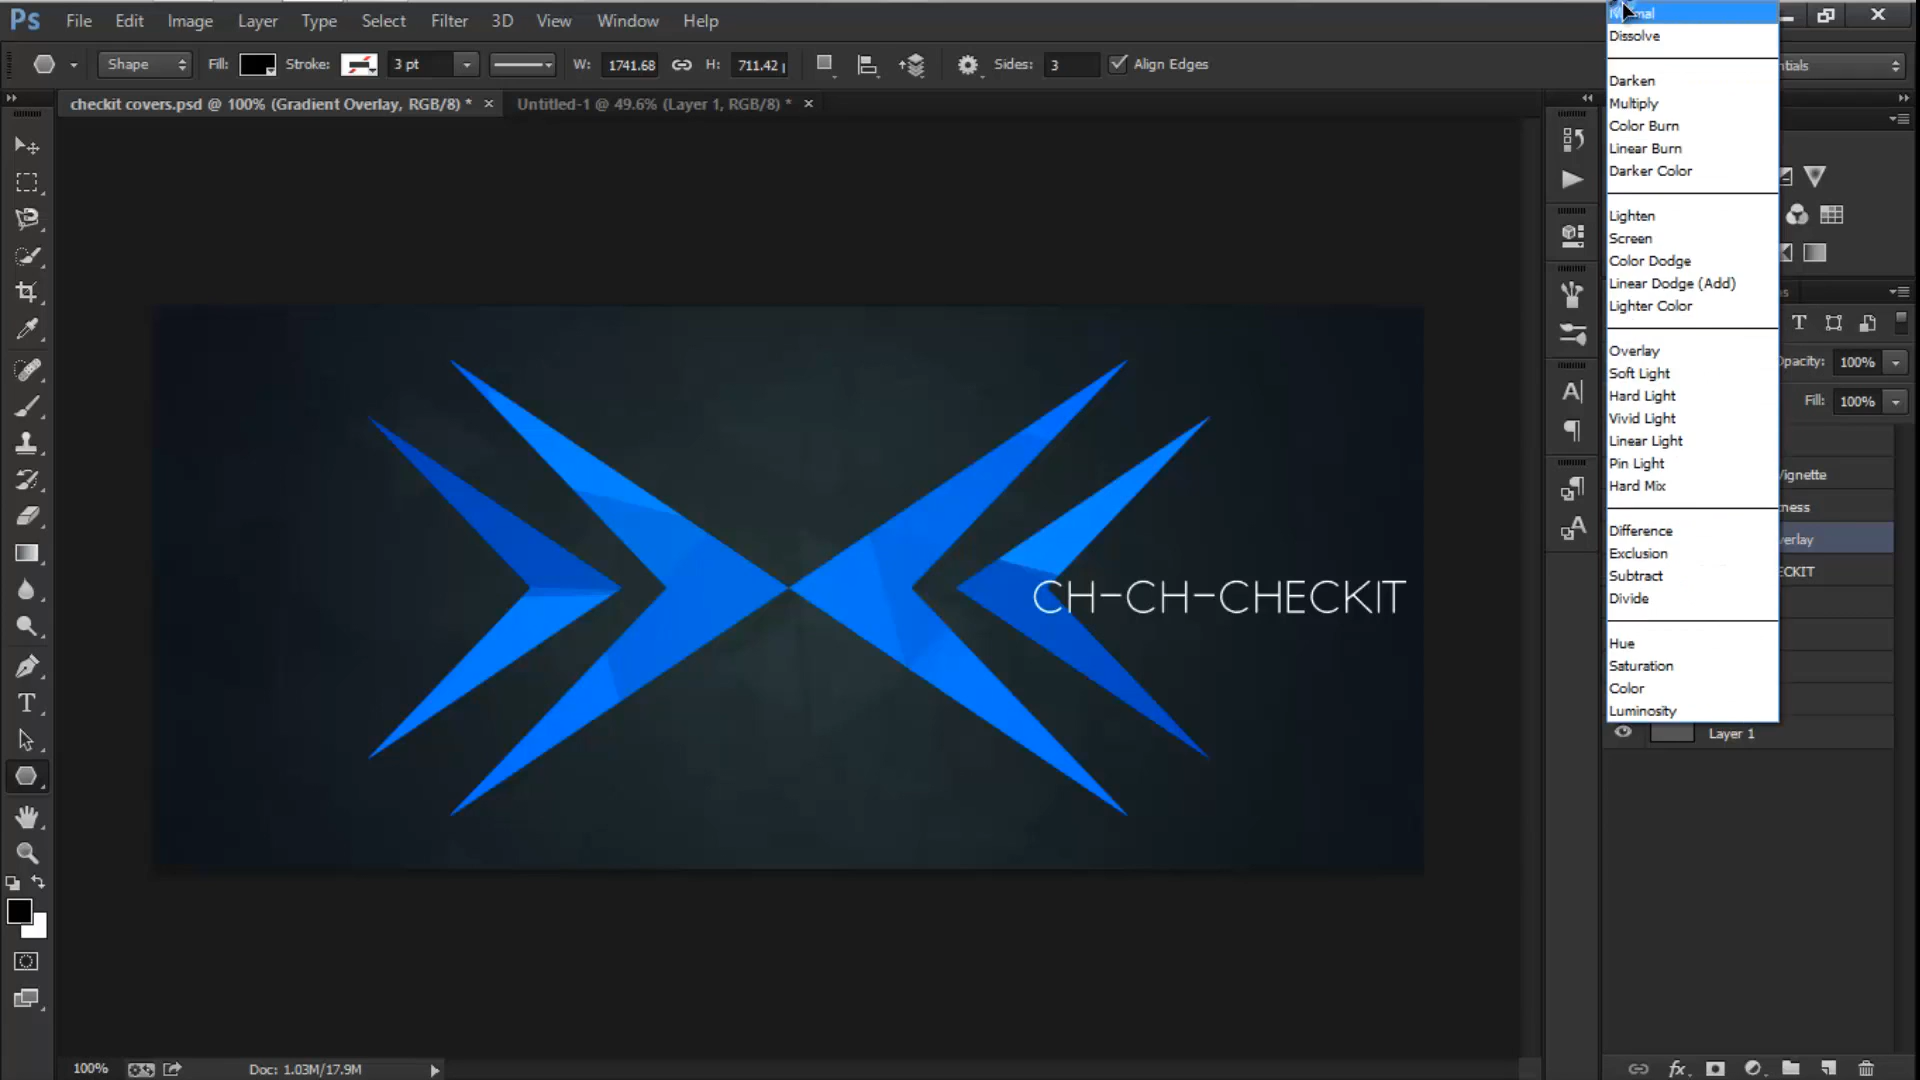 Ps File Edit Image Layer Type Select Filter 3D View Window Help
Shape Fill: Stroke: 3 pt W: 1741.68 H: 711.42 Sides: 3 Align Edges
checkit covers.psd @ 100% (Gradient Overlay, RGB/8) * × Untitled-1 @ 49.6% (Layer 1, RGB/8) * ×
Dissolve
Darken
Multiply
Color Burn
Linear Burn
Darker Color
Lighten
Screen
Color Dodge
Linear Dodge (Add)
Lighter Color
Overlay
Soft Light
Hard Light
Vivid Light
Linear Light
Pin Light
Hard Mix
Difference
Exclusion
Subtract
Divide
Hue
Saturation
Color
Luminosity
Opacity: 100%
Fill: 100%
Vignette
Layer 1
CH-CH-CHECKIT
100% Doc: 1.03M/17.9M